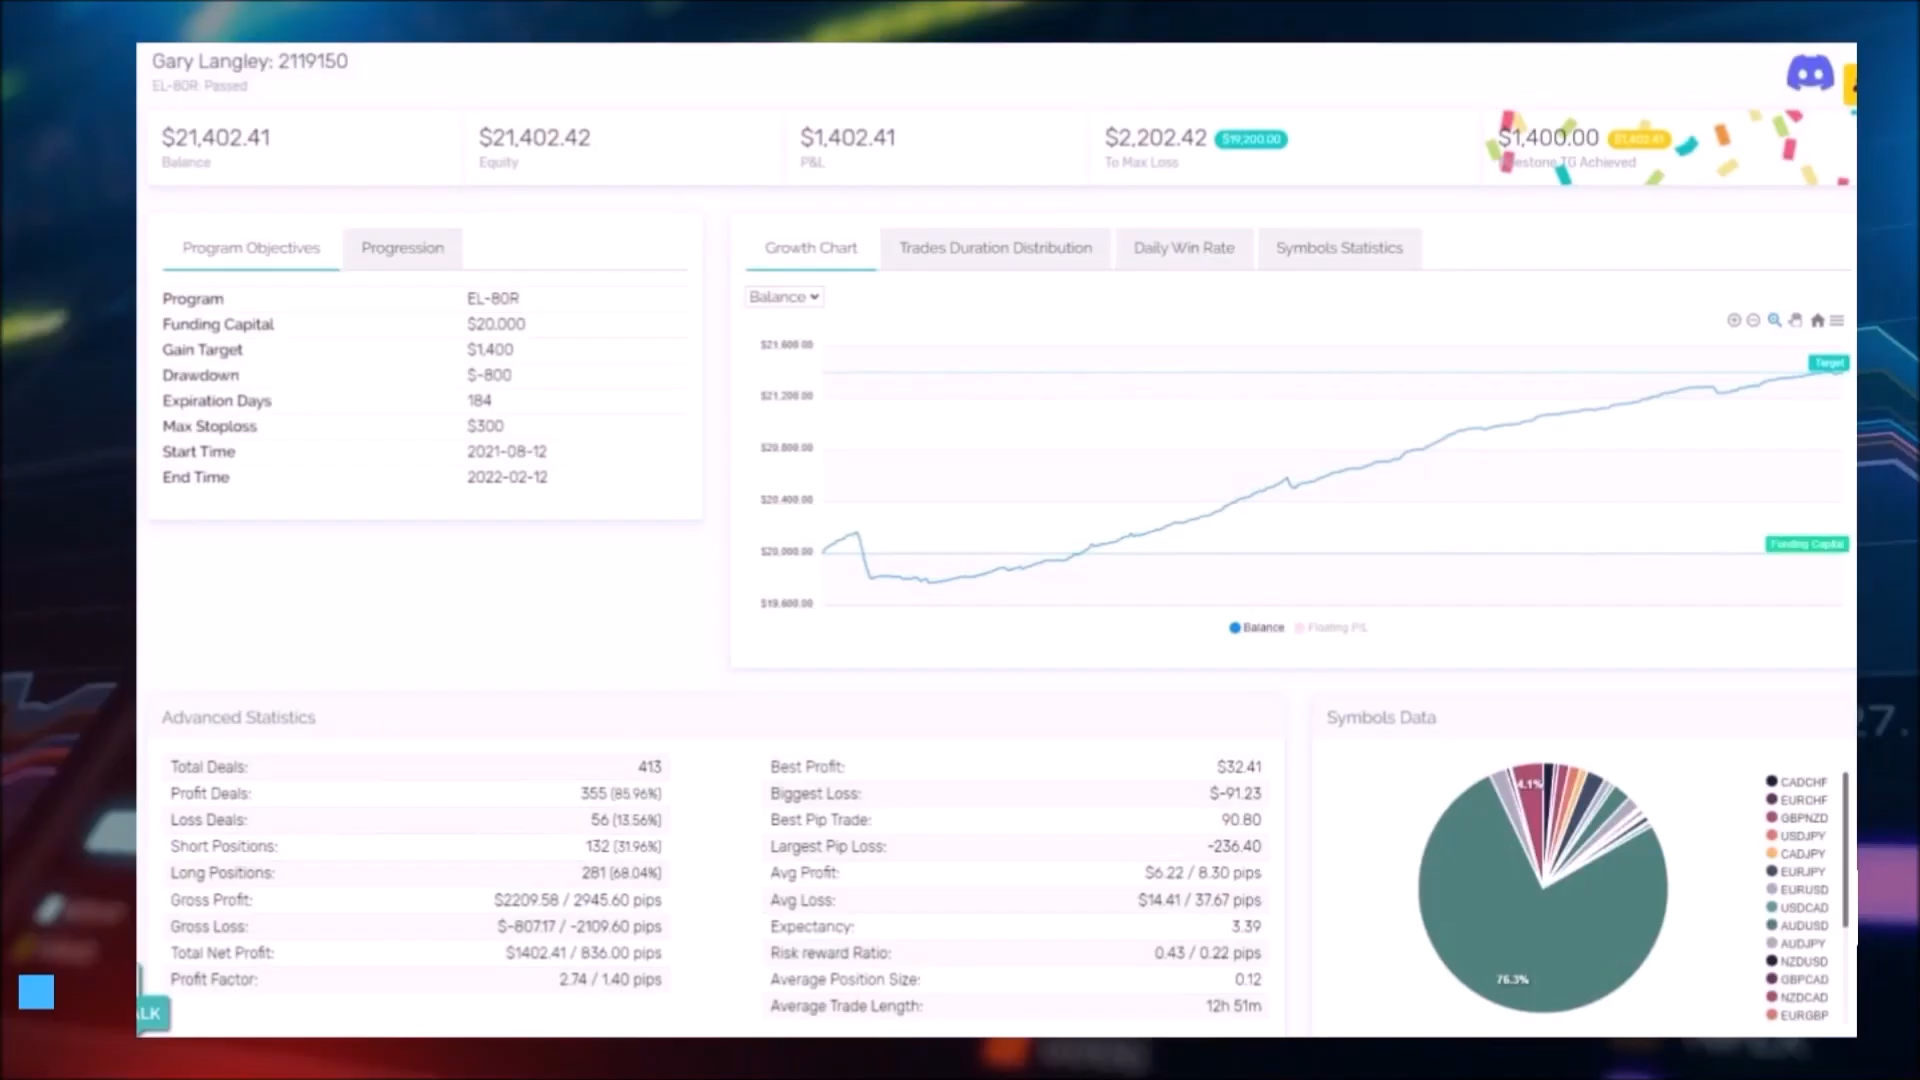 Gary Langley: 2119150
EL-80R: Passed
$21,402.41
Balance
$21,402.42
Equity
$1,402.41
P&L
$2,202.42 $19,200.00
To Max Loss
$1,400.00 $1,402.41
estone TG Achieved
Program Objectives
Progression
Program EL-80R
Funding Capital $20.000
Gain Target $1,400
Drawdown $-800
Expiration Days 184
Max Stoploss $300
Start Time 2021-08-12
End Time 2022-02-12
Growth Chart
Trades Duration Distribution
Daily Win Rate
Symbols Statistics
Balance
$21,600.00
Target
$21,200.00
$20,800.00
$20,400.00
$20,000.00
Funding Capital
$19,600.00
Balance Floating P/L
Advanced Statistics
Total Deals: 413
Profit Deals: 355 (85.96%)
Loss Deals: 56 (13.56%)
Short Positions: 132 (31.96%)
Long Positions: 281 (68.04%)
Gross Profit: $2209.58 / 2945.60 pips
Gross Loss: $-807.17 / -2109.60 pips
Total Net Profit: $1402.41 / 836.00 pips
Profit Factor: 2.74 / 1.40 pips
Best Profit: $32.41
Biggest Loss: $-91.23
Best Pip Trade: 90.80
Largest Pip Loss: -236.40
Avg Profit: $6.22 / 8.30 pips
Avg Loss: $14.41 / 37.67 pips
Expectancy: 3.39
Risk reward Ratio: 0.43 / 0.22 pips
Average Position Size: 0.12
Average Trade Length: 12h 51m
Symbols Data
4.1%
76.3%
CADCHF
EURCHF
GBPNZD
USDJPY
CADJPY
EURJPY
EURUSD
USDCAD
AUDUSD
AUDJPY
NZDUSD
GBPCAD
NZDCAD
EURGBP
ALK
27.